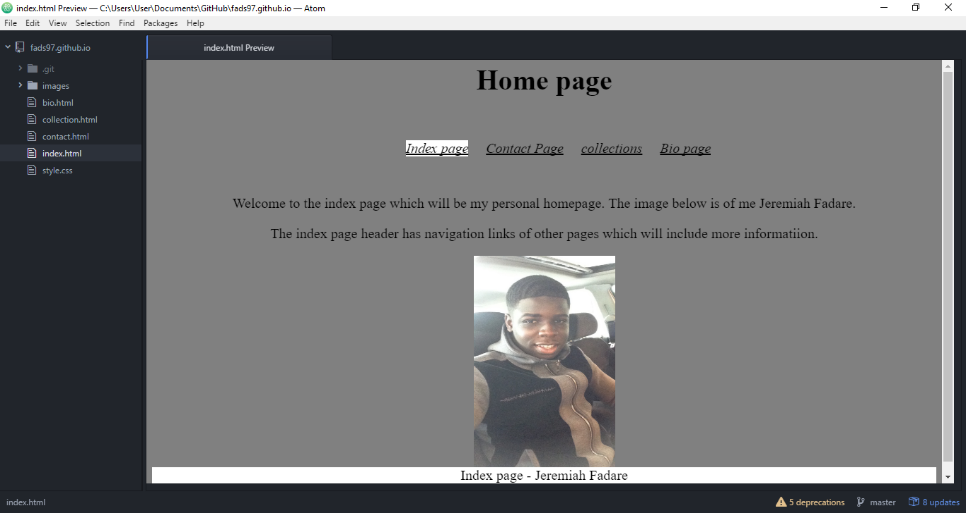 index.html Preview — C:\Users\User\Documents\GitHub\fads97.github.io — Atom
File Edit View Selection Find Packages Help
fads97.github.io
index.html Preview
.git
images
bio.html
collection.html
contact.html
index.html
style.css
Home page
Index page Contact Page collections Bio page
Welcome to the index page which will be my personal homepage. The image below is of me Jeremiah Fadare.
The index page header has navigation links of other pages which will include more informatiion.
Index page - Jeremiah Fadare
index.html
5 deprecations master 8 updates